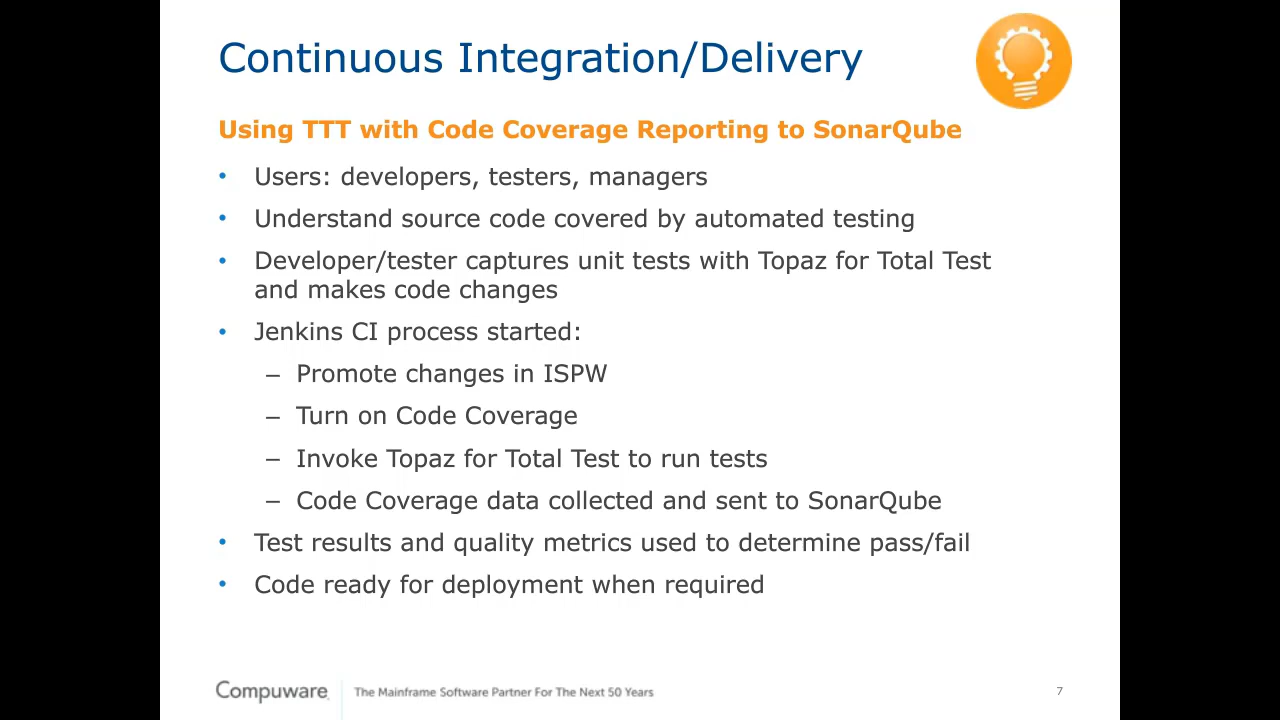 Continuous Integration/Delivery
Using TTT with Code Coverage Reporting to SonarQube
• Users: developers, testers, managers
• Understand source code covered by automated testing
• Developer/tester captures unit tests with Topaz for Total Test
and makes code changes
• Jenkins CI process started:
– Promote changes in ISPW
– Turn on Code Coverage
– Invoke Topaz for Total Test to run tests
– Code Coverage data collected and sent to SonarQube
• Test results and quality metrics used to determine pass/fail
• Code ready for deployment when required
Compuware. The Mainframe Software Partner For The Next 50 Years 7